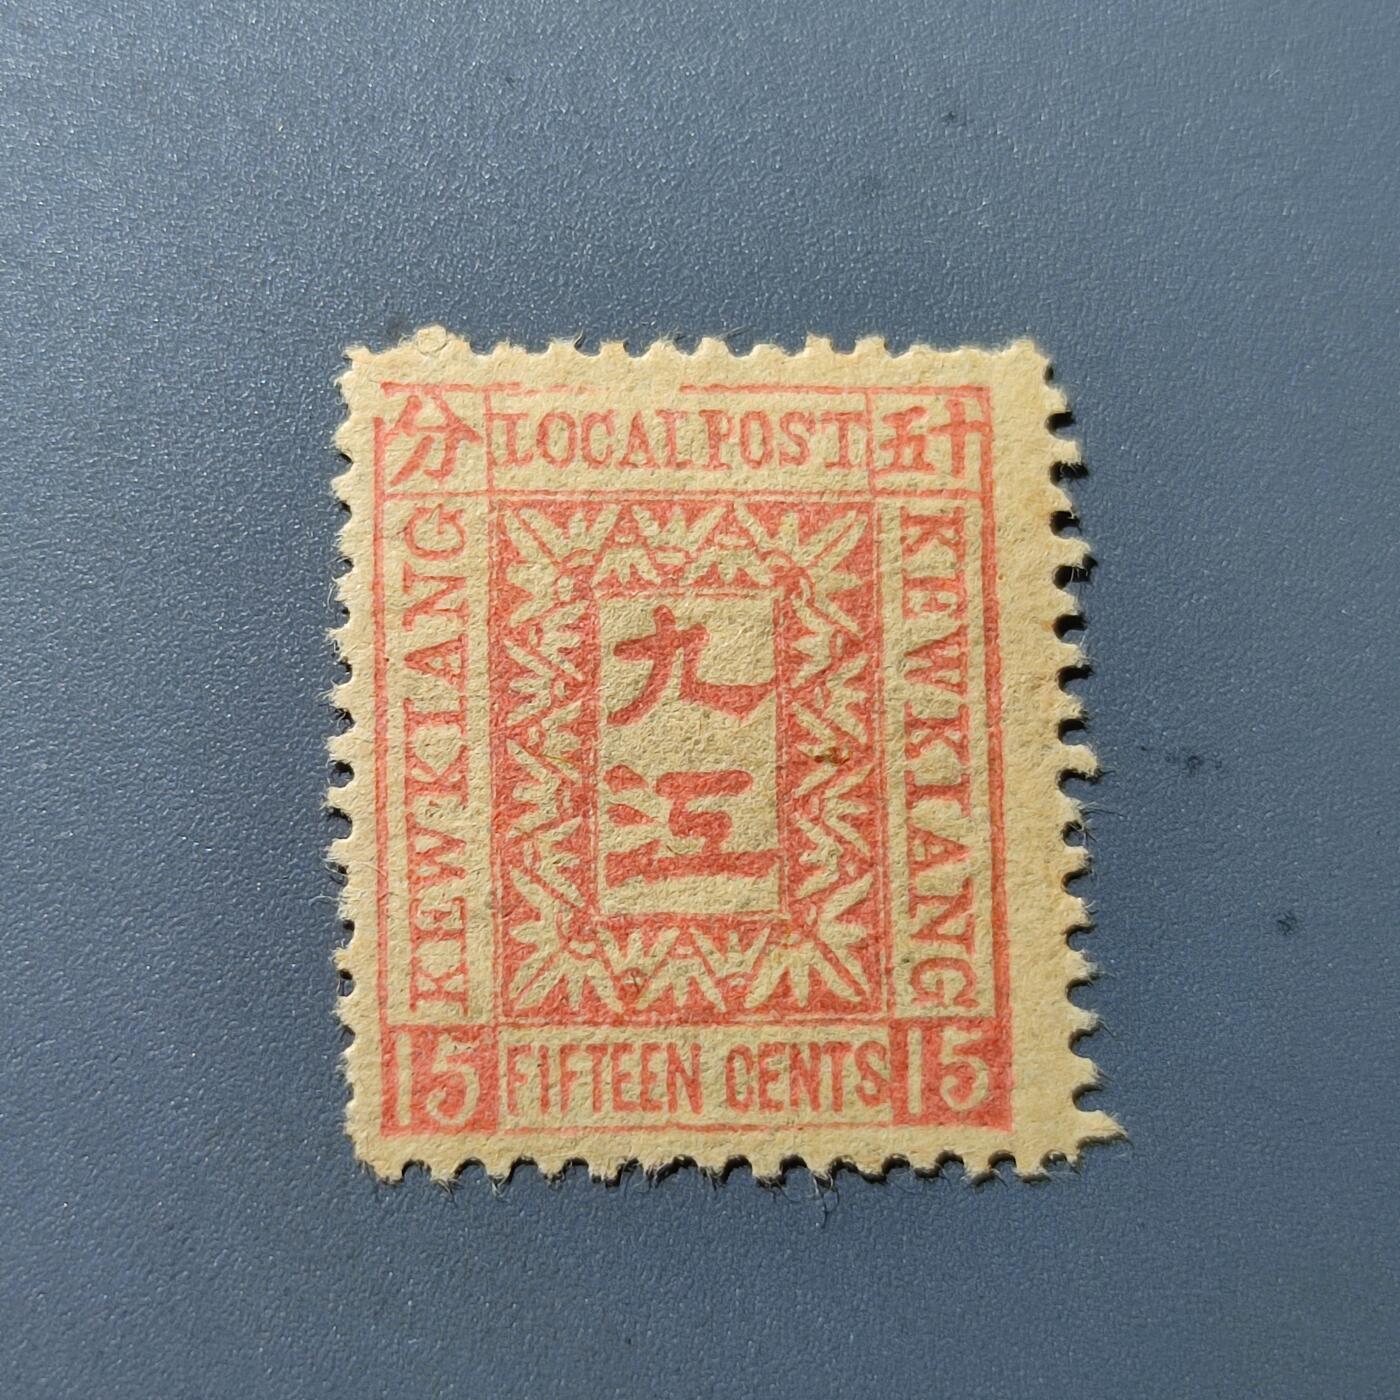 分 LOCAL POST 五十
KEWKIANG
九江
KEWKIANG
15 FIFTEEN CENTS 15